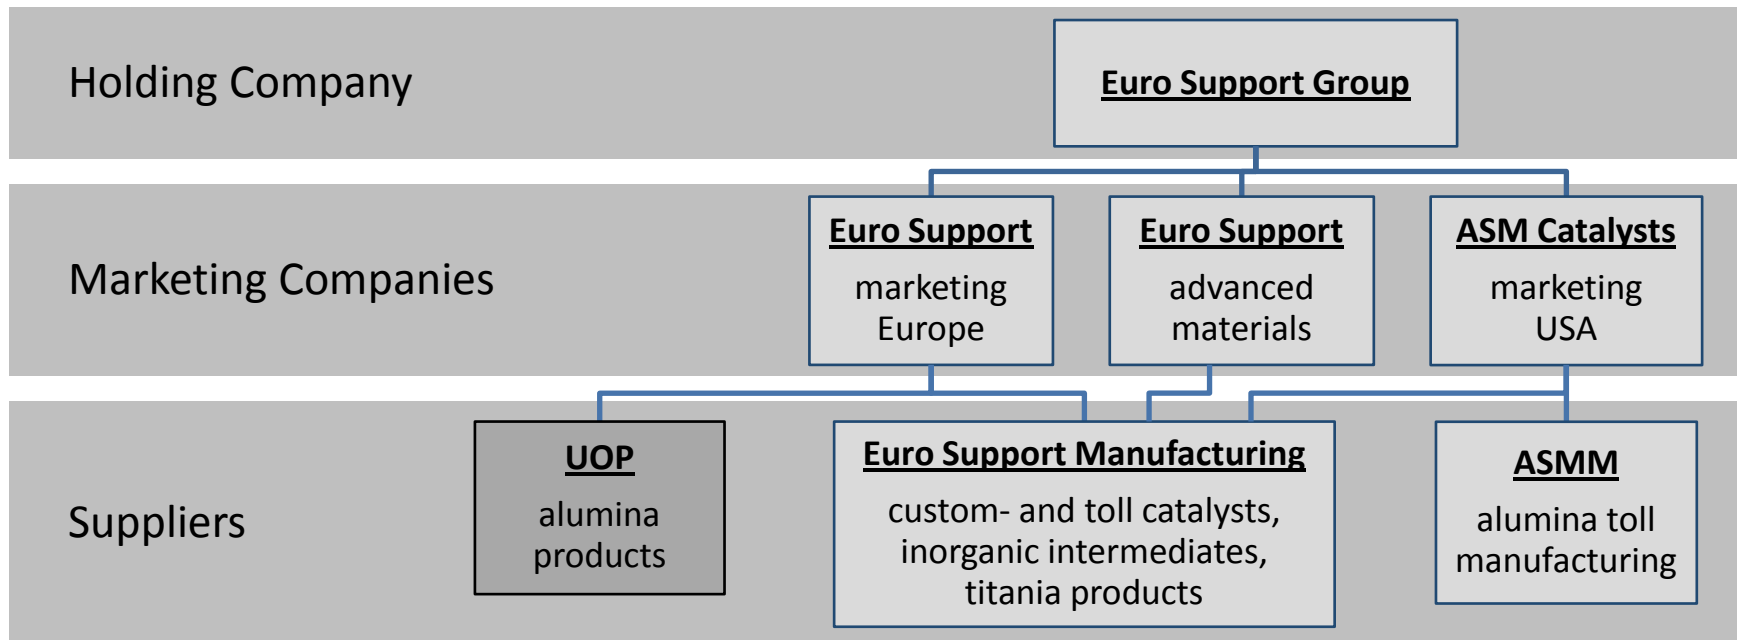 Holding Company
Euro Support Group
Marketing Companies
Euro Support
marketing
Europe
Euro Support
advanced
materials
ASM Catalysts
marketing
USA
Suppliers
UOP
alumina
products
Euro Support Manufacturing
custom- and toll catalysts,
inorganic intermediates,
titania products
ASMM
alumina toll
manufacturing